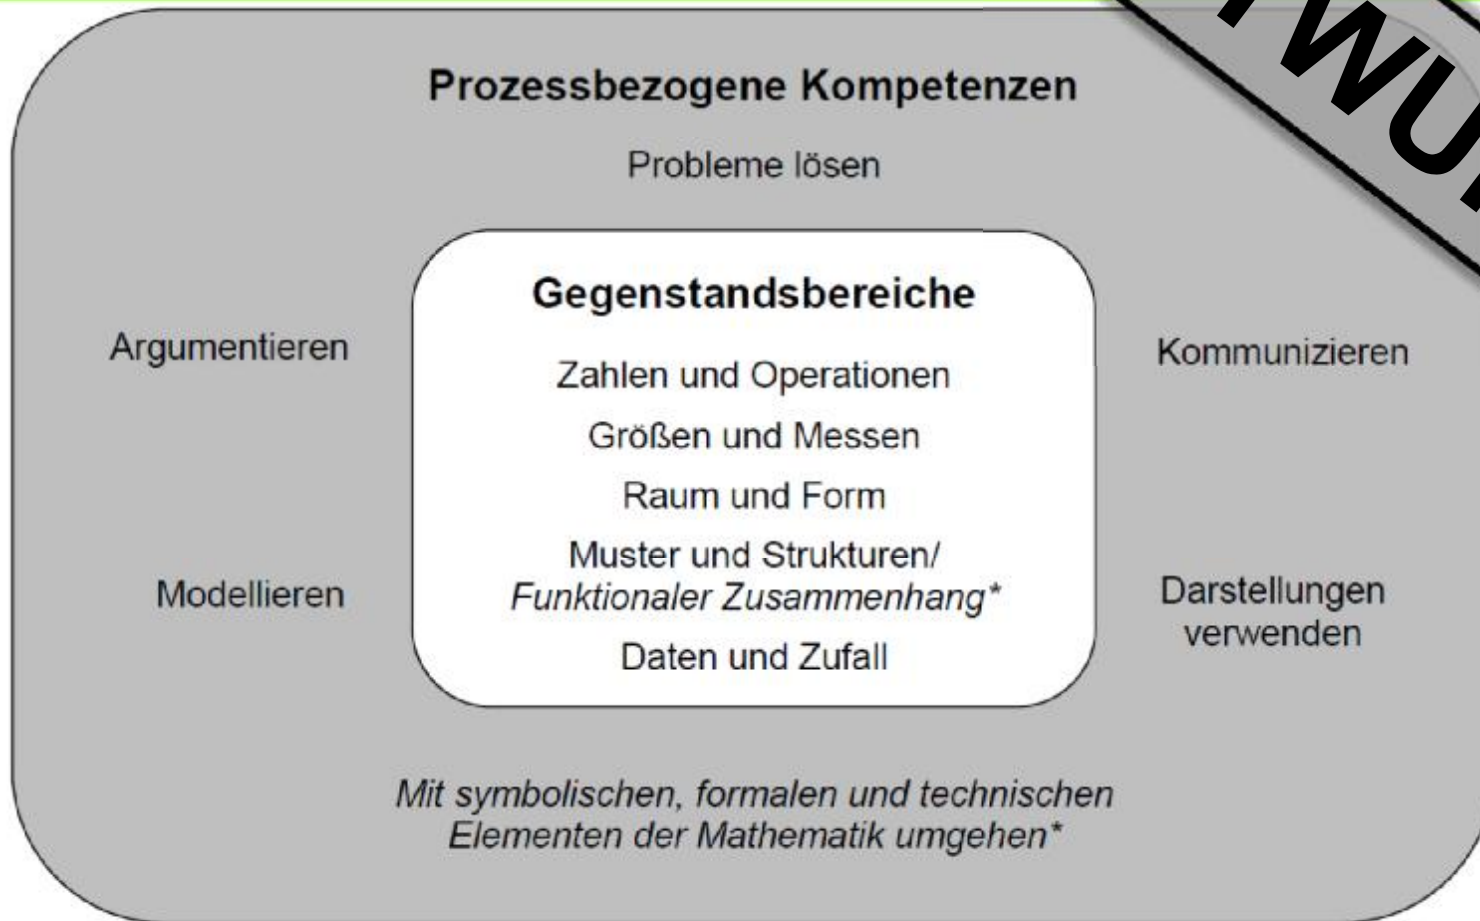 Prozessbezogene Kompetenzen
Probleme lösen
Gegenstandsbereiche
Argumentieren
Kommunizieren
Zahlen und Operationen
Größen und Messen
Raum und Form
Muster und Strukturen/
Funktionaler Zusammenhang*
Modellieren
Darstellungen
verwenden
Daten und Zufall
Mit symbolischen, formalen und technischen
Elementen der Mathematik umgehen*